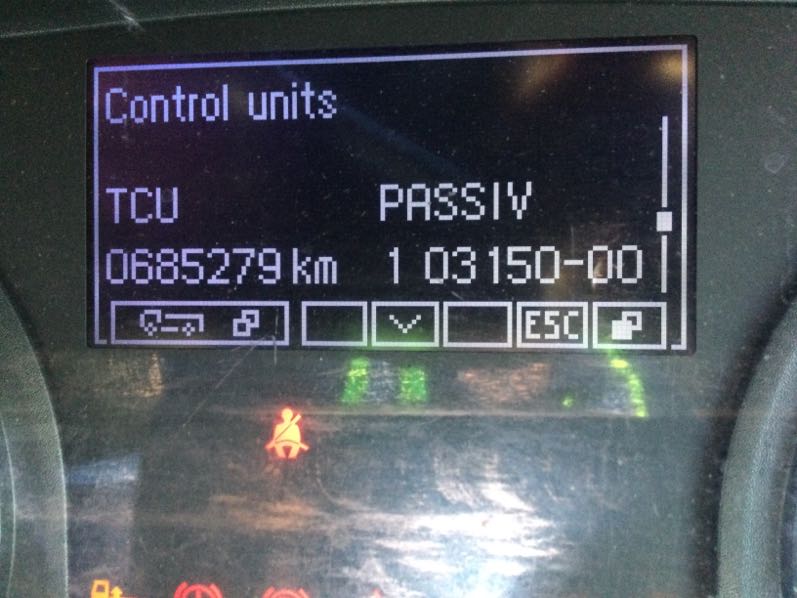 Control units
TCU PASSIV
0685279 km 1 03150-00
ESC